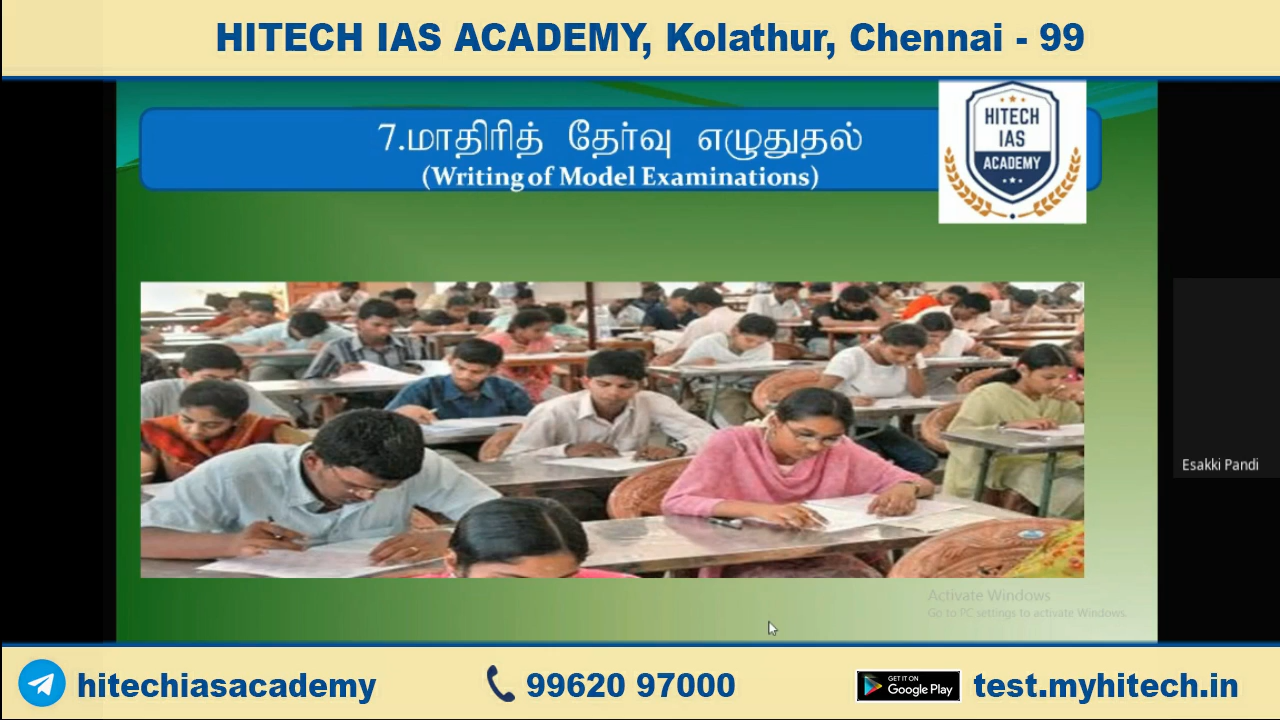 HITECH IAS ACADEMY, Kolathur, Chennai - 99
7.மாதிரித் தேர்வு எழுதுதல்
(Writing of Model Examinations)
HITECH
IAS
ACADEMY
Esakki Pandi
Activate Windows
Go to PC settings to activate Windows.
hitechiasacademy
99620 97000
GET IT ON
Google Play
test.myhitech.in